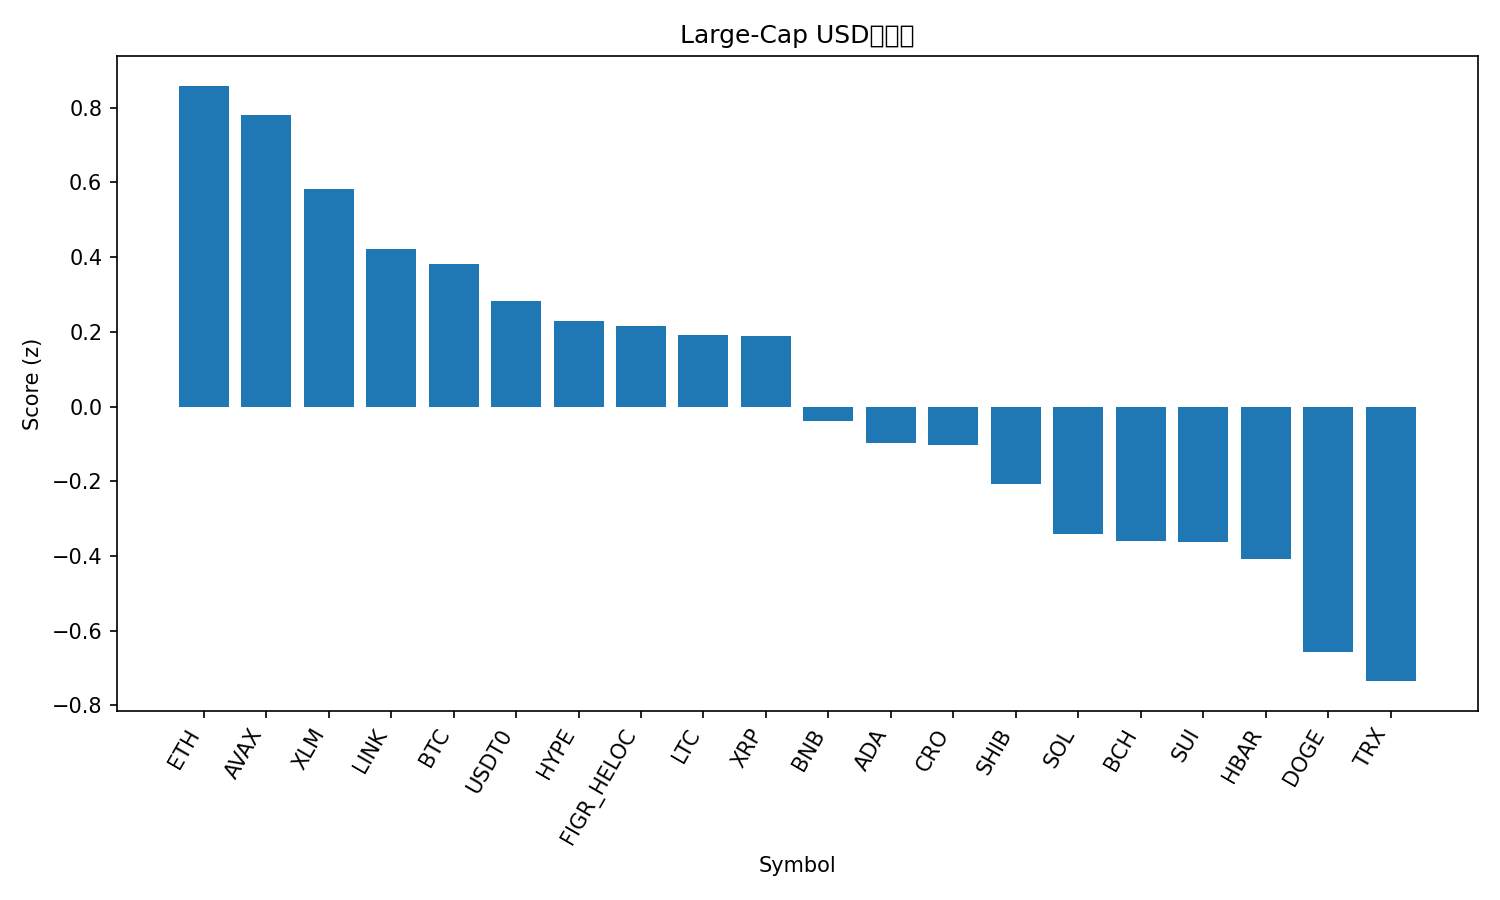 Large-Cap USD
Score (z)
0.8
0.6
0.4
0.2
0.0
−0.2
−0.4
−0.6
−0.8
ETH
AVAX
XLM
LINK
BTC
USDT0
HYPE
FIGR_HELOC
LTC
XRP
BNB
ADA
CRO
SHIB
SOL
BCH
SUI
HBAR
DOGE
TRX
Symbol